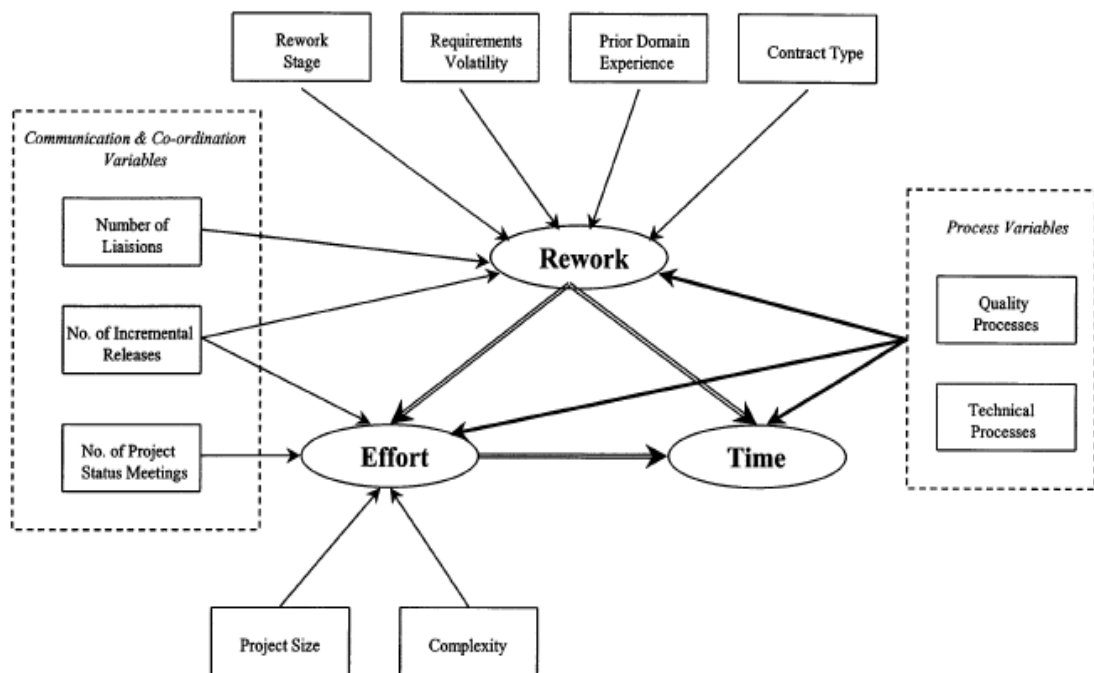 Rework
Stage
Requirements
Volatility
Prior Domain
Experience
Contract Type
Communication & Co-ordination
Variables
Number of
Liaisions
No. of Incremental
Releases
No. of Project
Status Meetings
Rework
Effort
Time
Process Variables
Quality
Processes
Technical
Processes
Project Size
Complexity